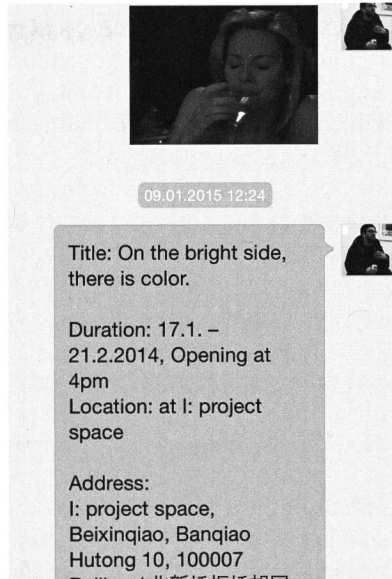 09.01.2015 12:24
Title: On the bright side,
there is color.
Duration: 17.1. –
21.2.2014, Opening at
4pm
Location: at I: project
space
Address:
I: project space,
Beixinqiao, Banqiao
Hutong 10, 100007